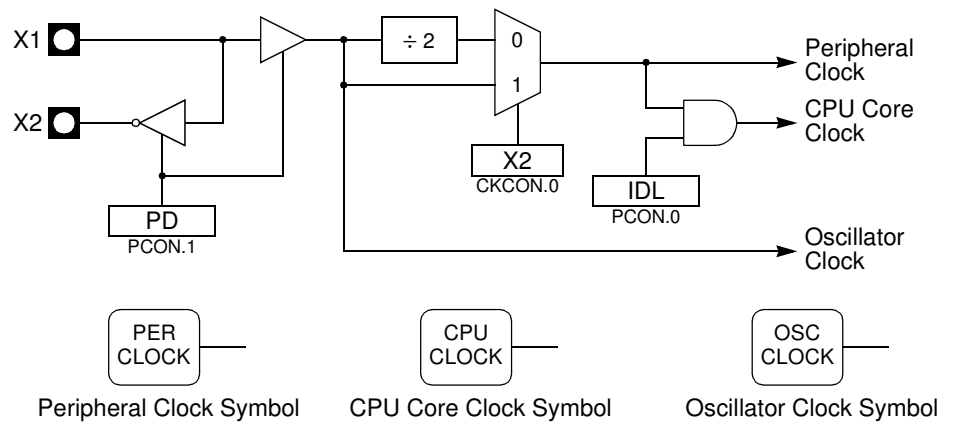 X1
÷ 2
0
1
Peripheral
Clock
X2
CPU Core
Clock
X2
CKCON.0
IDL
PCON.0
PD
PCON.1
Oscillator
Clock
PER
CLOCK
CPU
CLOCK
OSC
CLOCK
Peripheral Clock Symbol
CPU Core Clock Symbol
Oscillator Clock Symbol